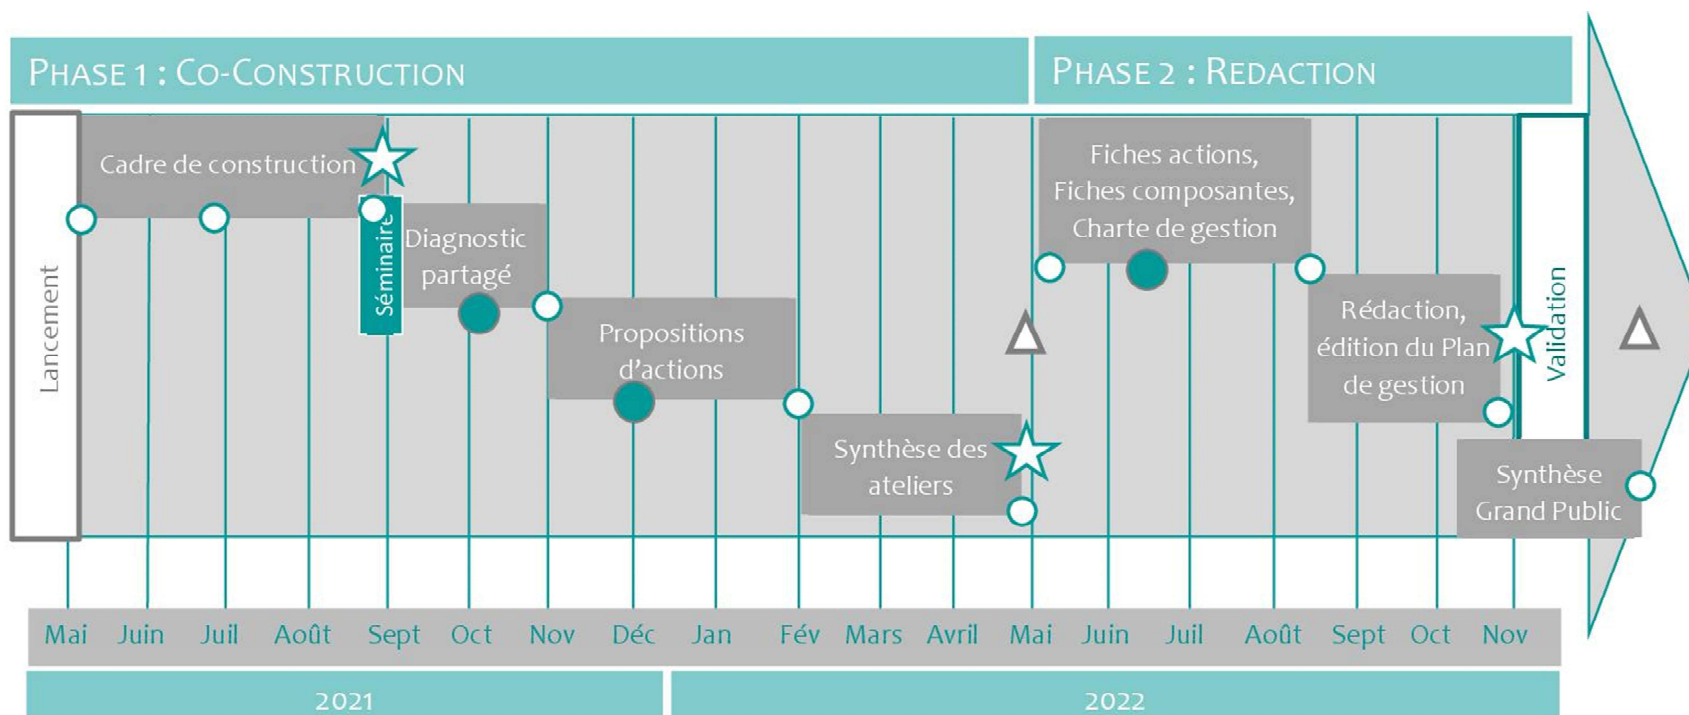 PHASE 1 : CO-CONSTRUCTION
PHASE 2 : REDACTION
Lancement
Cadre de construction
Séminaire
Diagnostic
partagé
Propositions
d'actions
Synthèse des
ateliers
Fiches actions,
Fiches composantes,
Charte de gestion
Rédaction,
édition du Plan
de gestion
Validation
Synthèse
Grand Public
Mai Juin Juil Août Sept Oct Nov Déc Jan Fév Mars Avril Mai Juin Juil Août Sept Oct Nov
2021 2022